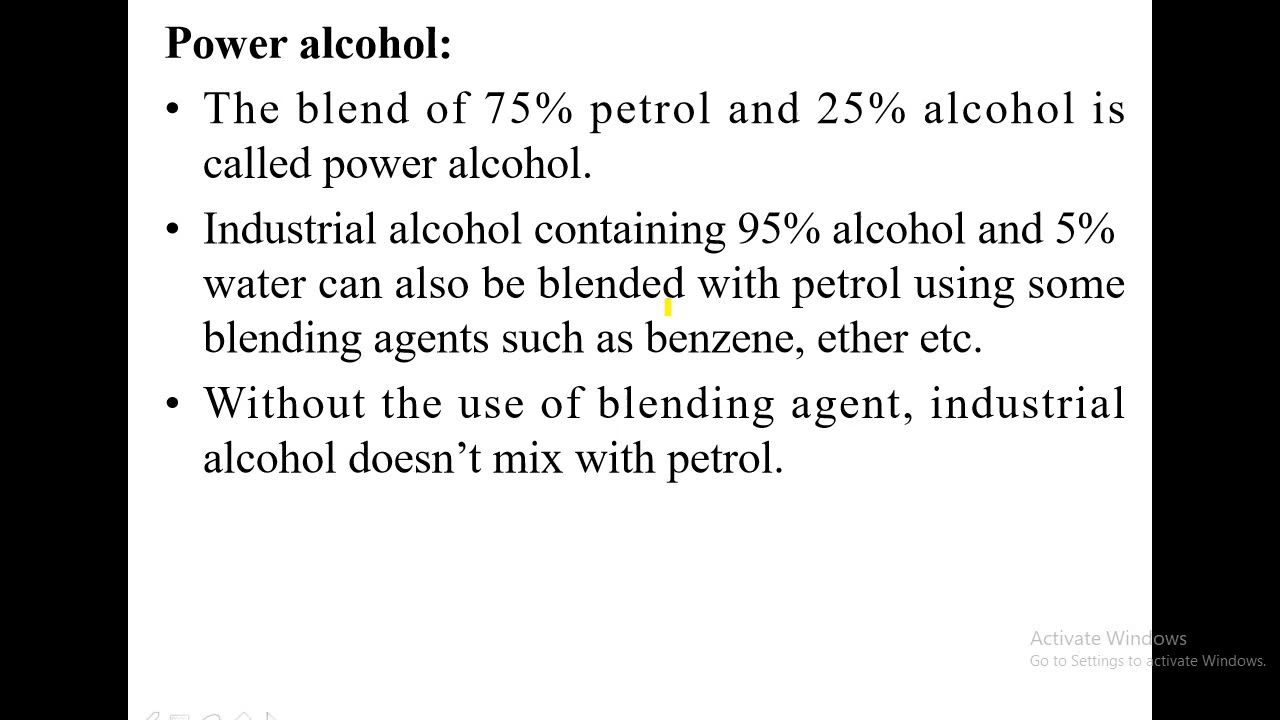 Power alcohol:
• The blend of 75% petrol and 25% alcohol is
called power alcohol.
• Industrial alcohol containing 95% alcohol and 5%
water can also be blended with petrol using some
blending agents such as benzene, ether etc.
• Without the use of blending agent, industrial
alcohol doesn’t mix with petrol.
Activate Windows
Go to Settings to activate Windows.